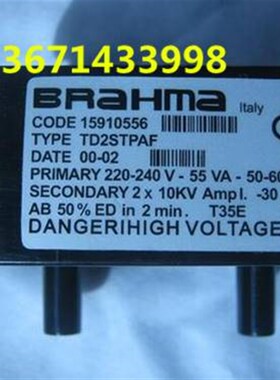 3671433998
BRAHMA Italy
CODE 15910556
TYPE TD2STPAF
DATE 00-02
PRIMARY 220-240 V - 55 VA - 50-60
SECONDARY 2 x 10KV Ampl. -30
AB 50% ED in 2 min. T35E
DANGER!HIGH VOLTAGE